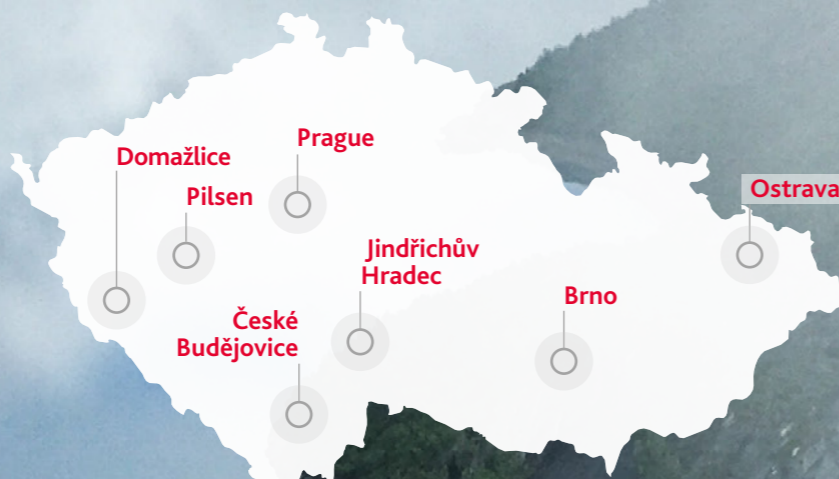 Prague
Domažlice
Pilsen
Ostrava
Jindřichův
Hradec
Brno
České
Budějovice